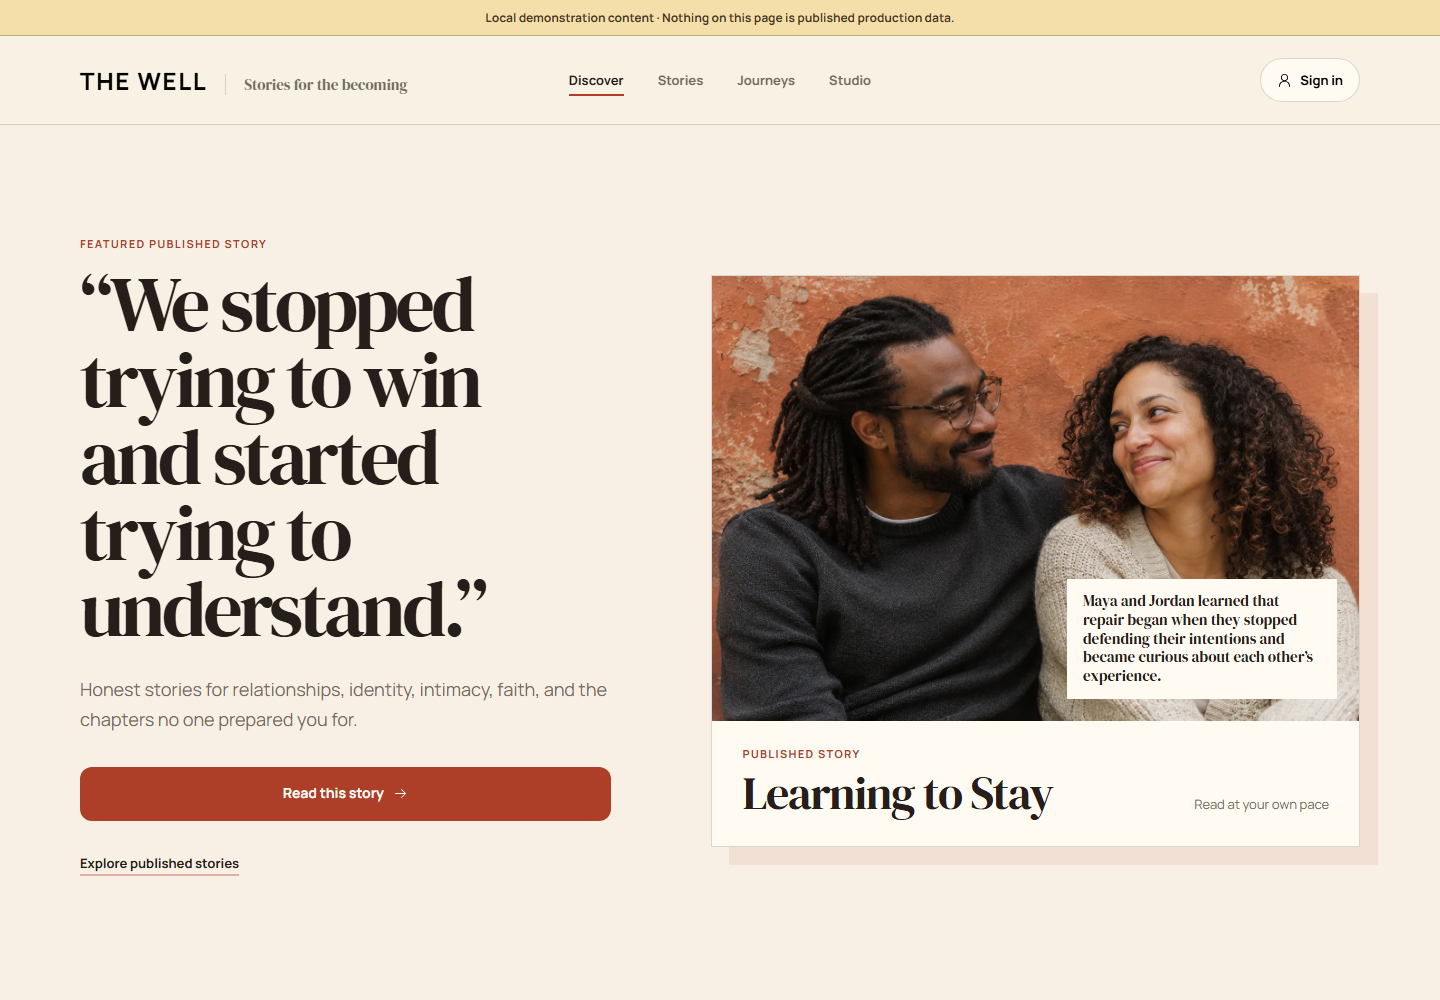 Local demonstration content · Nothing on this page is published production data.
THE WELL
Stories for the becoming
Discover
Stories
Journeys
Studio
Sign in
FEATURED PUBLISHED STORY
“We stopped
trying to win
and started
trying to
understand.”
Honest stories for relationships, identity, intimacy, faith, and the
chapters no one prepared you for.
Read this story →
Explore published stories
Maya and Jordan learned that
repair began when they stopped
defending their intentions and
became curious about each other’s
experience.
PUBLISHED STORY
Learning to Stay
Read at your own pace